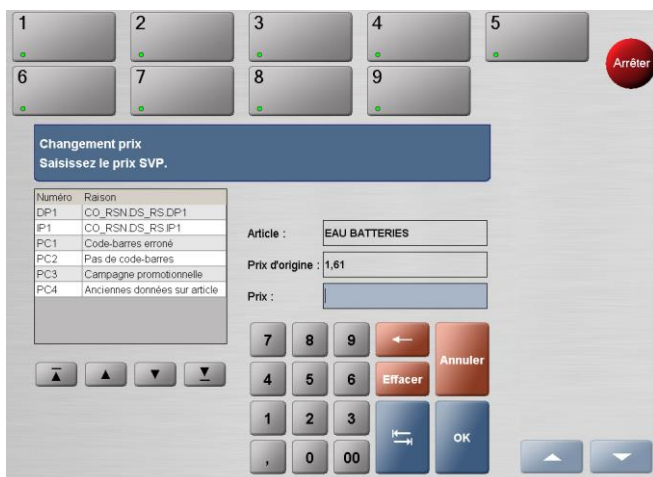 1 2 3 4 5
Arrêter
6 7 8 9
Changement prix
Saisissez le prix SVP.
Numéro Raison
DP1 CO_RSN.DS_RS.DP1
IP1 CO_RSN.DS_RS.IP1
PC1 Code-barres erroné
PC2 Pas de code-barres
PC3 Campagne promotionnelle
PC4 Anciennes données sur article
Article : EAU BATTERIES
Prix d'origine : 1,61
Prix :
7 8 9 Annuler
4 5 6 Effacer
1 2 3 OK
, 0 00